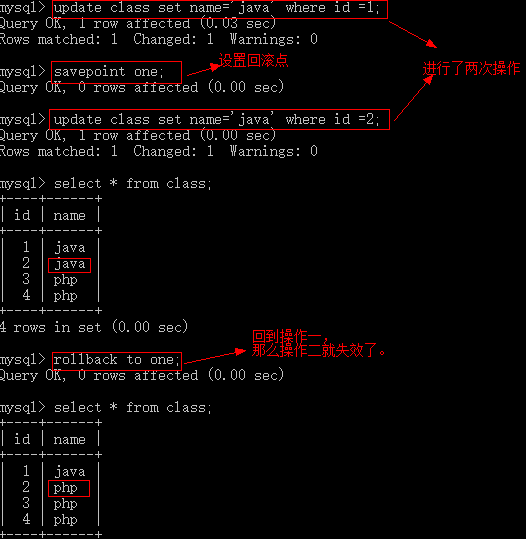 mysql> update class set name='java' where id =1;
Query OK, 1 row affected (0.03 sec)
Rows matched: 1  Changed: 1  Warnings: 0
设置回滚点
进行了两次操作
mysql> savepoint one;
Query OK, 0 rows affected (0.00 sec)
mysql> update class set name='java' where id =2;
Query OK, 1 row affected (0.00 sec)
Rows matched: 1  Changed: 1  Warnings: 0
mysql> select * from class;
+----+------+
| id | name |
+----+------+
|  1 | java |
|  2 | java |
|  3 | php  |
|  4 | php  |
+----+------+
4 rows in set (0.00 sec)
回到操作一，
那么操作二就失效了。
mysql> rollback to one;
Query OK, 0 rows affected (0.00 sec)
mysql> select * from class;
+----+------+
| id | name |
+----+------+
|  1 | java |
|  2 | php  |
|  3 | php  |
|  4 | php  |
+----+------+